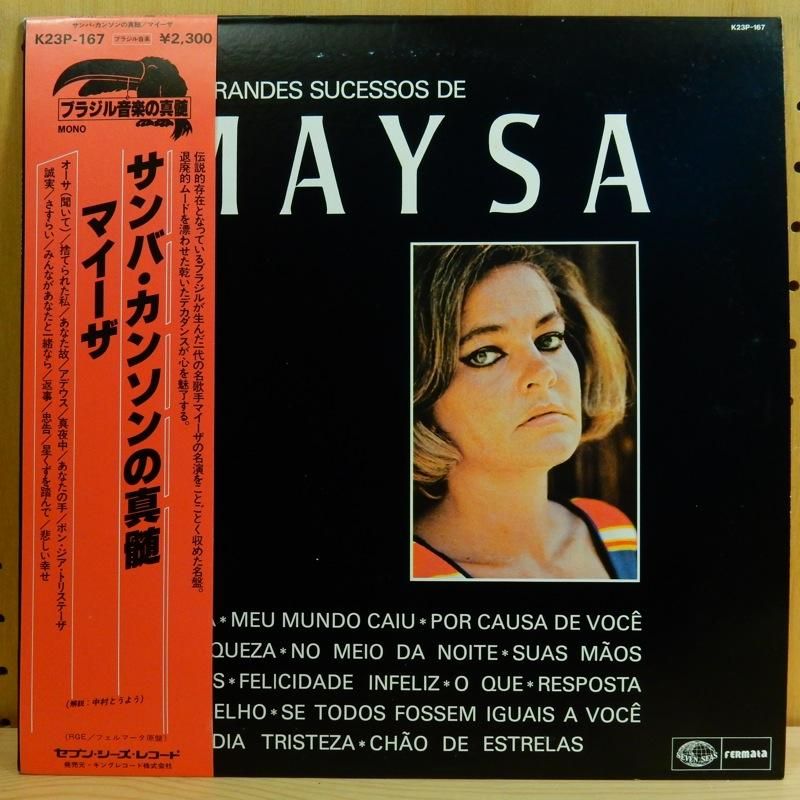 サンバ・カンソンの真髄/マイーザ
K23P-167 ブラジル音楽 ¥2,300
ブラジル音楽の真髄
MONO
伝説的存在となっているブラジルが生んだ一代の名歌手マイーザの名演をことごとく収めた名盤。
退廃的ムードを漂わせた乾いたデカダンスが心を魅了する。
サンバ・カンソンの真髄
マイーザ
オーサ(聞いて)/捨てられた私/あなた故/アデウス/真夜中/あなたの手/ボン・ジア・トリステーザ
誠実/さすらい/みんながあなたと一緒なら/返事/忠告/星くずを踏んで/悲しい幸せ
(解説:中村とうよう)
(RGE/フェルマータ原盤)
セブン・シーズ・レコード
発売元・キングレコード株式会社
K23P-167
RANDES SUCESSOS DE
MAYSA
*MEU MUNDO CAIU*POR CAUSA DE VOCÊ
QUEZA*NO MEIO DA NOITE*SUAS MÃOS
S*FELICIDADE INFELIZ*O QUE*RESPOSTA
ELHO*SE TODOS FOSSEM IGUAIS A VOCÊ
DIA TRISTEZA*CHÃO DE ESTRELAS
SEVEN SEAS FERMATA